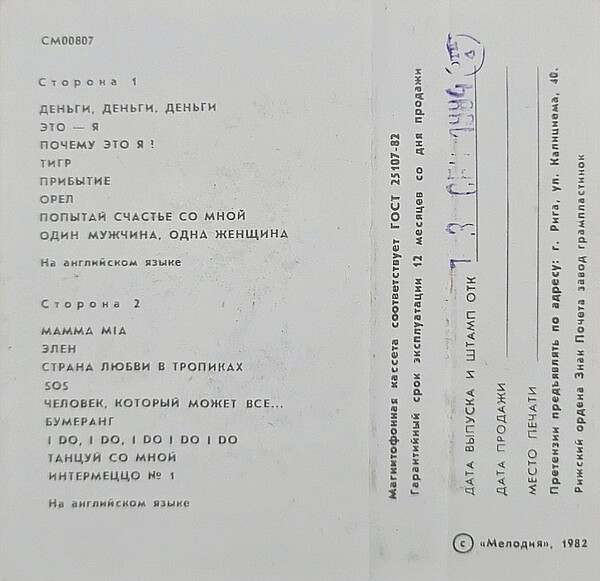 СМ00807
Сторона 1
ДЕНЬГИ, ДЕНЬГИ, ДЕНЬГИ
ЭТО — Я
ПОЧЕМУ ЭТО Я !
ТИГР
ПРИБЫТИЕ
ОРЕЛ
ПОПЫТАЙ СЧАСТЬЕ СО МНОЙ
ОДИН МУЖЧИНА, ОДНА ЖЕНЩИНА
На английском языке
Сторона 2
МАММА MIA
ЭЛЕН
СТРАНА ЛЮБВИ В ТРОПИКАХ
SOS
ЧЕЛОВЕК, КОТОРЫЙ МОЖЕТ ВСЕ...
БУМЕРАНГ
I DO, I DO, I DO I DO I DO
ТАНЦУЙ СО МНОЙ
ИНТЕРМЕЦЦО № 1
На английском языке
Магнитофонная кассета соответствует ГОСТ 25107-82
Гарантийный срок эксплуатации 12 месяцев со дня продажи
ДАТА ВЫПУСКА И ШТАМП ОТК
ДАТА ПРОДАЖИ
МЕСТО ПЕЧАТИ
Претензии предъявлять по адресу: г. Рига, ул. Калнциема, 40.
Рижский ордена Знак Почета завод грампластинок
© «Мелодия», 1982